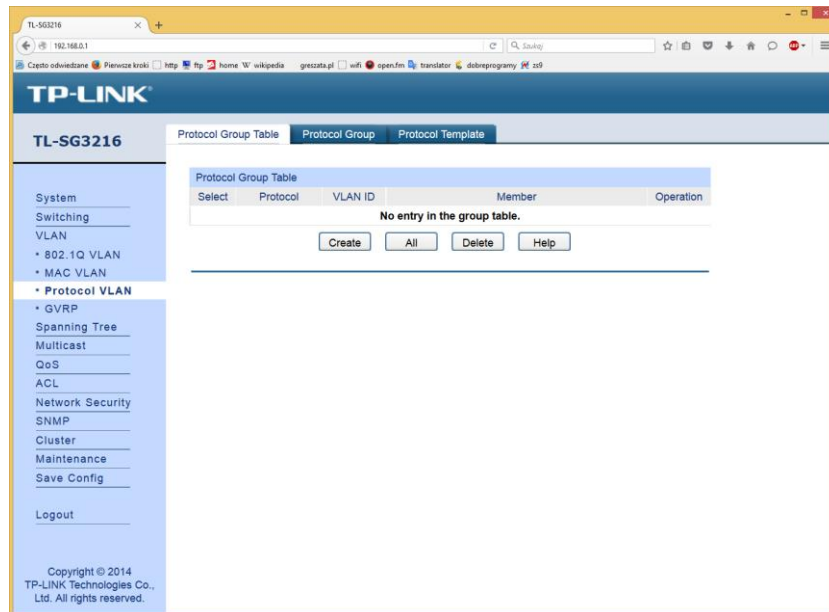 TL-SG3216
192.168.0.1
Szukaj
Często odwiedzane Pierwsze kroki http ftp home wikipedia greszata.pl wifi open.fm translator dobreprogramy zs9
TP-LINK
TL-SG3216
Protocol Group Table Protocol Group Protocol Template
Protocol Group Table
Select Protocol VLAN ID Member Operation
No entry in the group table.
Create All Delete Help
System
Switching
VLAN
• 802.1Q VLAN
• MAC VLAN
• Protocol VLAN
• GVRP
Spanning Tree
Multicast
QoS
ACL
Network Security
SNMP
Cluster
Maintenance
Save Config
Logout
Copyright © 2014
TP-LINK Technologies Co.,
Ltd. All rights reserved.